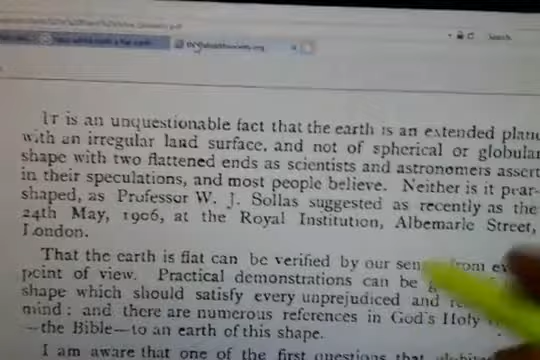 Search
IT is an unquestionable fact that the earth is an extended plane
with an irregular land surface, and not of spherical or globular
shape with two flattened ends as scientists and astronomers assert
in their speculations, and most people believe. Neither is it pear-
shaped, as Professor W. J. Sollas suggested as recently as the
24th May, 1906, at the Royal Institution, Albemarle Street,
London.
That the earth is flat can be verified by our from
point of view. Practical demonstrations can be
shape which should satisfy every unprejudiced and
mind: and there are numerous references in God's Holy
—the Bible—to an earth of this shape.
I am aware that one of the first questions that